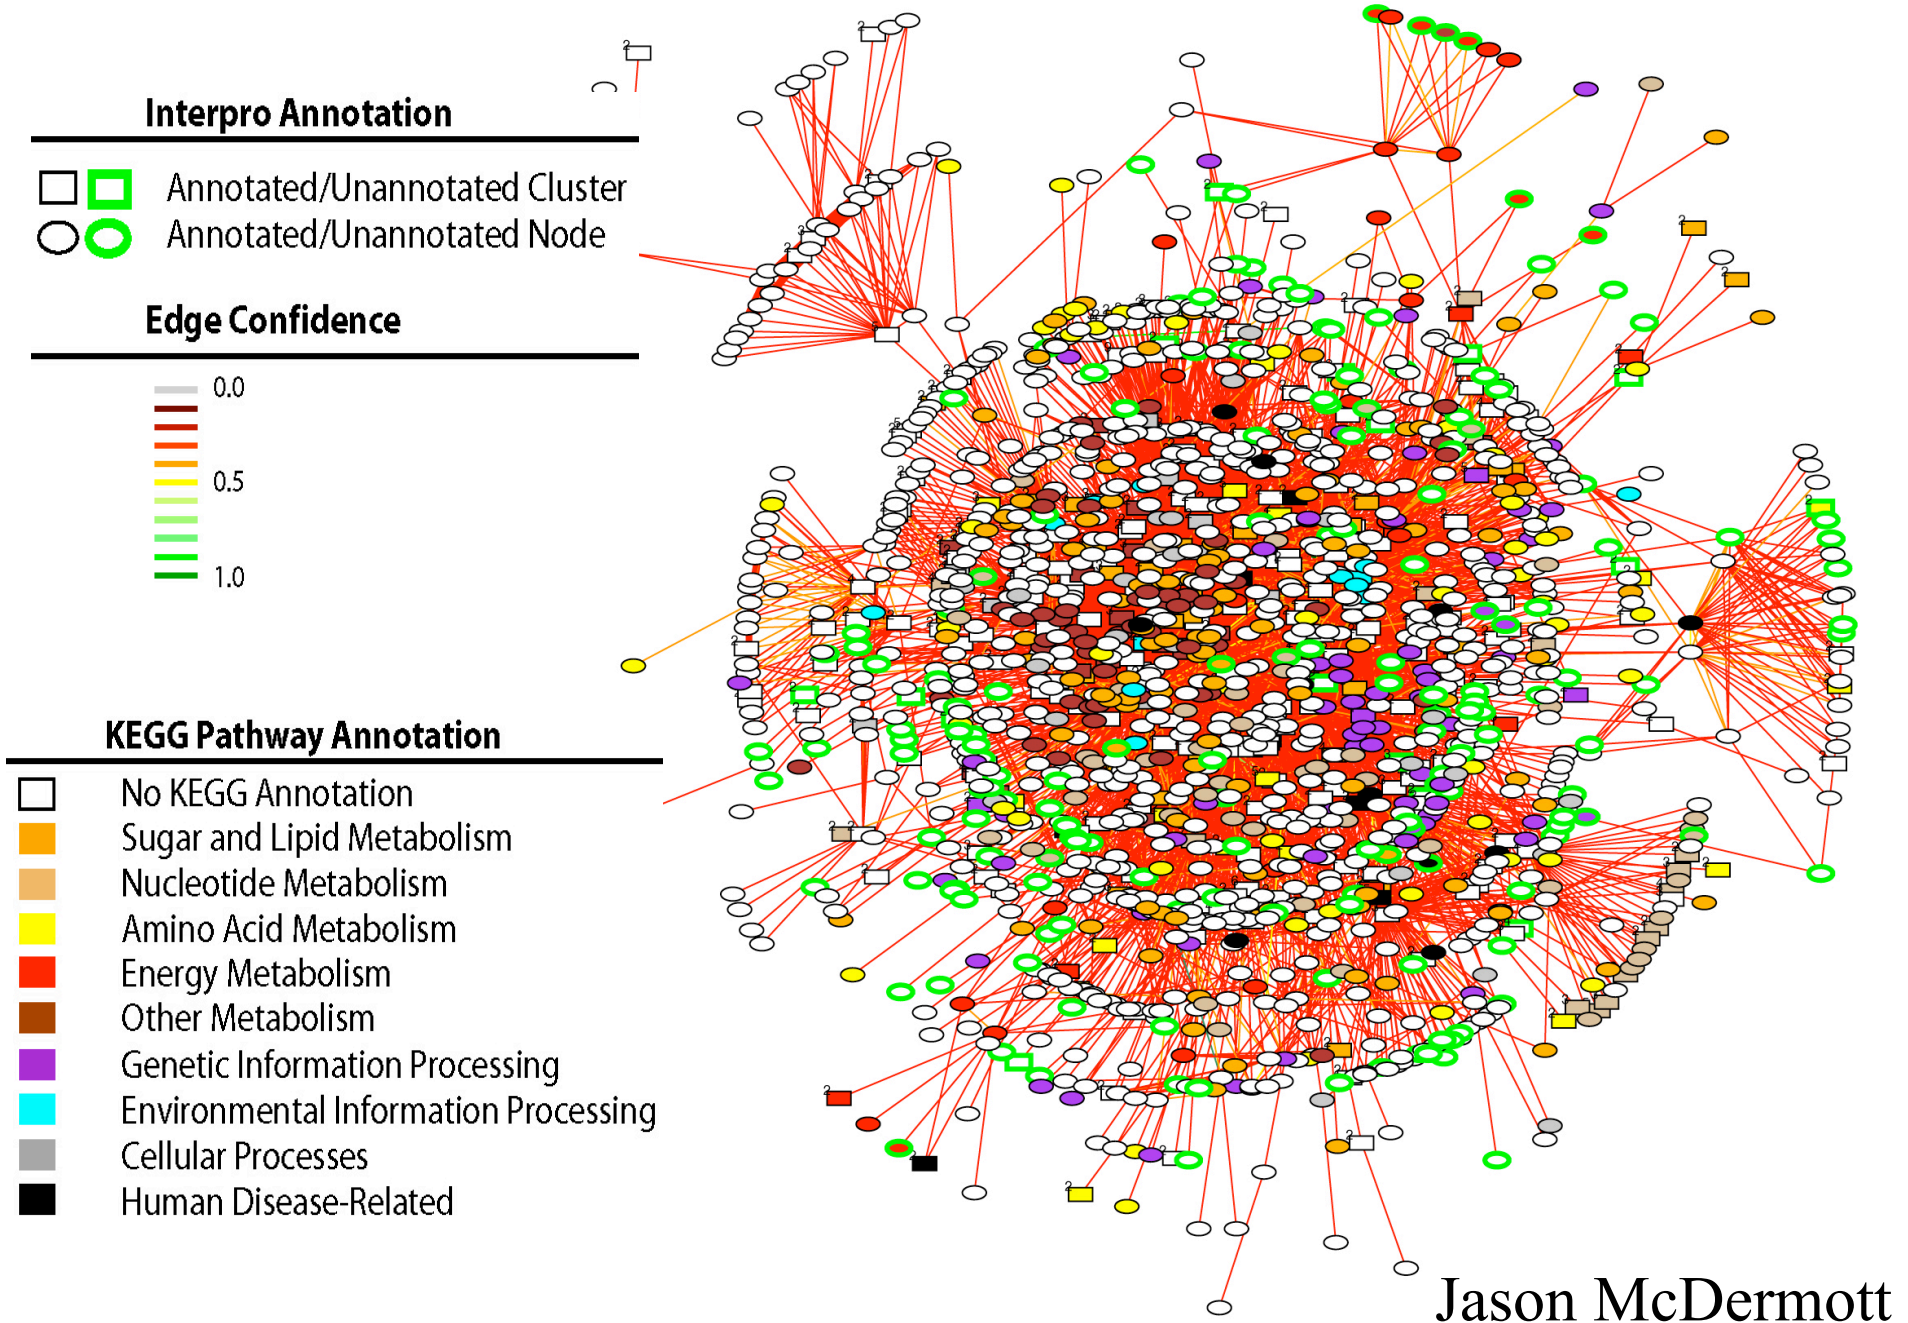 Interpro Annotation
Annotated/Unannotated Cluster
Annotated/Unannotated Node
Edge Confidence
0.0
0.5
1.0
KEGG Pathway Annotation
No KEGG Annotation
Sugar and Lipid Metabolism
Nucleotide Metabolism
Amino Acid Metabolism
Energy Metabolism
Other Metabolism
Genetic Information Processing
Environmental Information Processing
Cellular Processes
Human Disease-Related
Jason McDermott